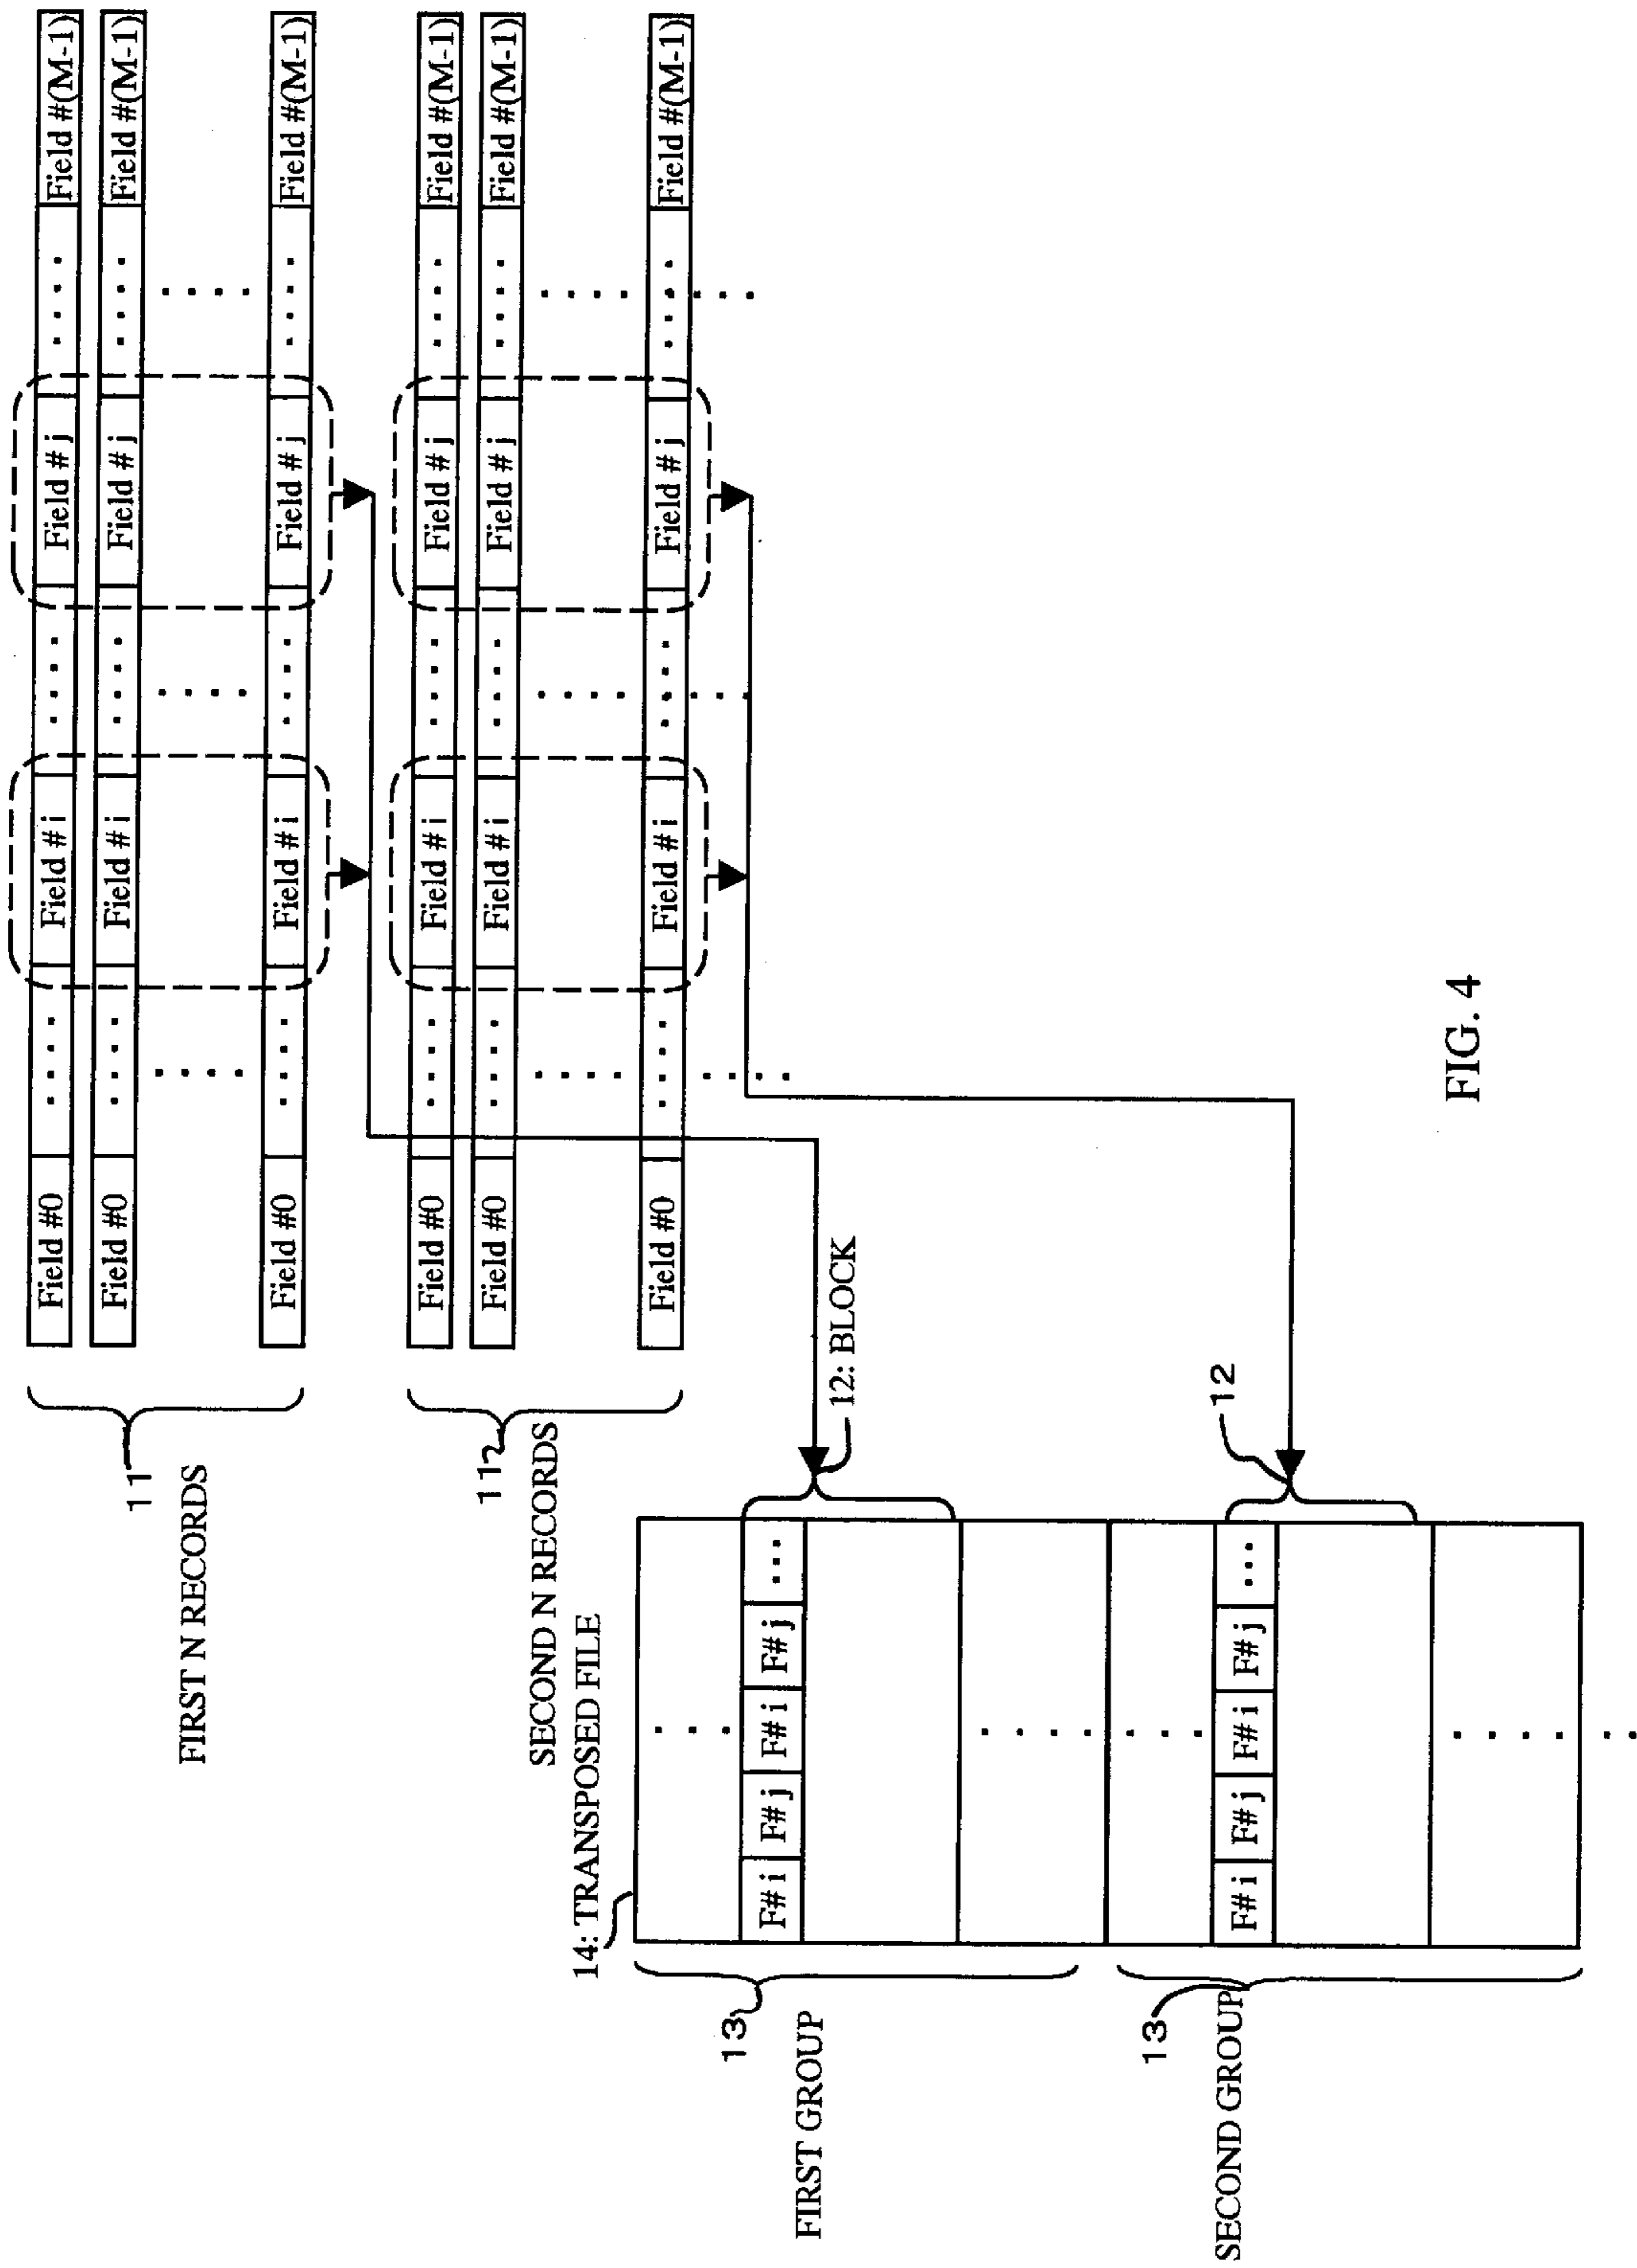 Field #0 .... Field # i .... Field # j .... Field #(M-1)
Field #0 .... Field # i .... Field # j .... Field #(M-1)
.... .... ....
Field #0 .... Field # i .... Field # j .... Field #(M-1)
11
FIRST N RECORDS
Field #0 .... Field # i .... Field # j .... Field #(M-1)
Field #0 .... Field # i .... Field # j .... Field #(M-1)
.... .... ....
Field #0 .... Field # i .... Field # j .... Field #(M-1)
11
SECOND N RECORDS
14: TRANSPOSED FILE
F# i F# j F# i F# j ...
12: BLOCK
13
FIRST GROUP
F# i F# j F# i F# j ...
12
13
SECOND GROUP
FIG. 4